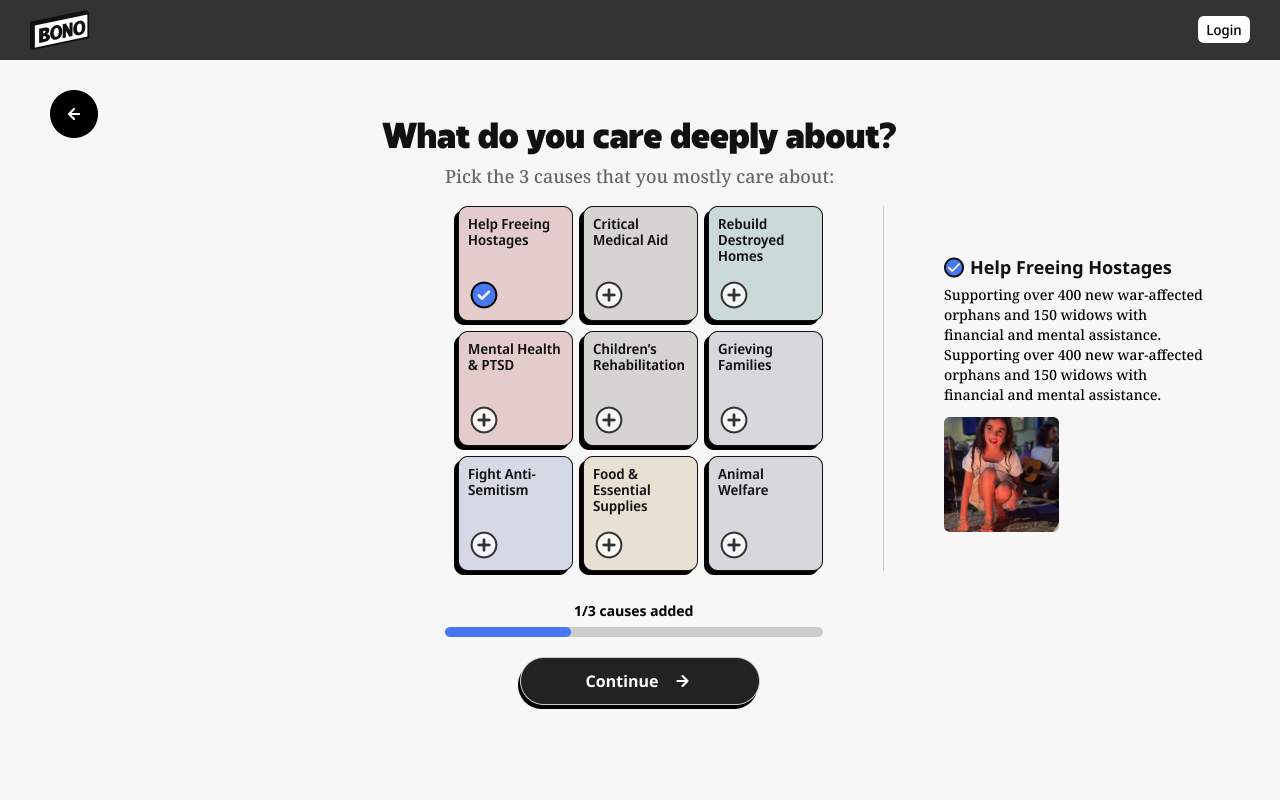 BONO
Login
What do you care deeply about?
Pick the 3 causes that you mostly care about:
Help Freeing
Hostages
Critical
Medical Aid
Rebuild
Destroyed
Homes
Mental Health
& PTSD
Children’s
Rehabilitation
Grieving
Families
Fight Anti-
Semitism
Food &
Essential
Supplies
Animal
Welfare
Help Freeing Hostages
Supporting over 400 new war-affected
orphans and 150 widows with
financial and mental assistance.
Supporting over 400 new war-affected
orphans and 150 widows with
financial and mental assistance.
1/3 causes added
Continue